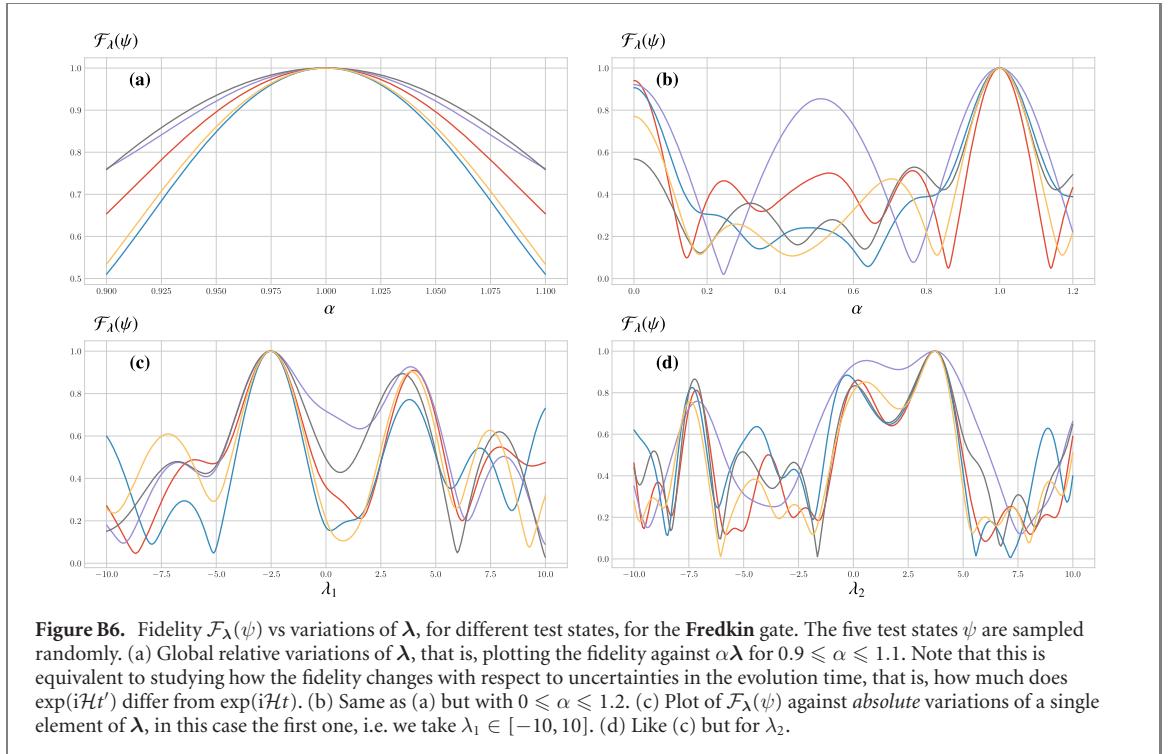 𝓕λ(ψ)
(a)
1.0
0.9
0.8
0.7
0.6
0.5
0.900 0.925 0.950 0.975 1.000 1.025 1.050 1.075 1.100
α
𝓕λ(ψ)
(b)
1.0
0.8
0.6
0.4
0.2
0.0
0.0 0.2 0.4 0.6 0.8 1.0 1.2
α
𝓕λ(ψ)
(c)
1.0
0.8
0.6
0.4
0.2
0.0
−10.0 −7.5 −5.0 −2.5 0.0 2.5 5.0 7.5 10.0
λ₁
𝓕λ(ψ)
(d)
1.0
0.8
0.6
0.4
0.2
0.0
−10.0 −7.5 −5.0 −2.5 0.0 2.5 5.0 7.5 10.0
λ₂
Figure B6. Fidelity 𝓕λ(ψ) vs variations of λ, for different test states, for the Fredkin gate. The five test states ψ are sampled
randomly. (a) Global relative variations of λ, that is, plotting the fidelity against αλ for 0.9 ⩽ α ⩽ 1.1. Note that this is
equivalent to studying how the fidelity changes with respect to uncertainties in the evolution time, that is, how much does
exp(iℋt′) differ from exp(iℋt). (b) Same as (a) but with 0 ⩽ α ⩽ 1.2. (c) Plot of 𝓕λ(ψ) against absolute variations of a single
element of λ, in this case the first one, i.e. we take λ₁ ∈ [−10, 10]. (d) Like (c) but for λ₂.